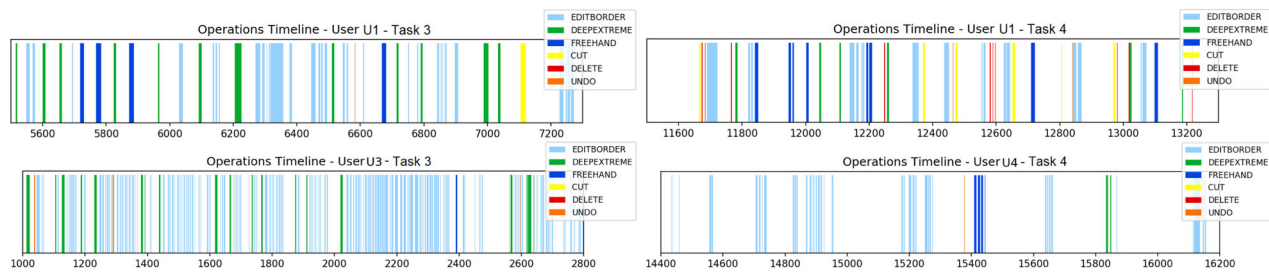 Operations Timeline - User U1 - Task 3
EDITBORDER
DEEPEXTREME
FREEHAND
CUT
DELETE
UNDO
5600 5800 6000 6200 6400 6600 6800 7000 7200
Operations Timeline - User U1 - Task 4
EDITBORDER
DEEPEXTREME
FREEHAND
CUT
DELETE
UNDO
11600 11800 12000 12200 12400 12600 12800 13000 13200
Operations Timeline - User U3 - Task 3
EDITBORDER
DEEPEXTREME
FREEHAND
CUT
DELETE
UNDO
1000 1200 1400 1600 1800 2000 2200 2400 2600 2800
Operations Timeline - User U4 - Task 4
EDITBORDER
DEEPEXTREME
FREEHAND
CUT
DELETE
UNDO
14400 14600 14800 15000 15200 15400 15600 15800 16000 16200